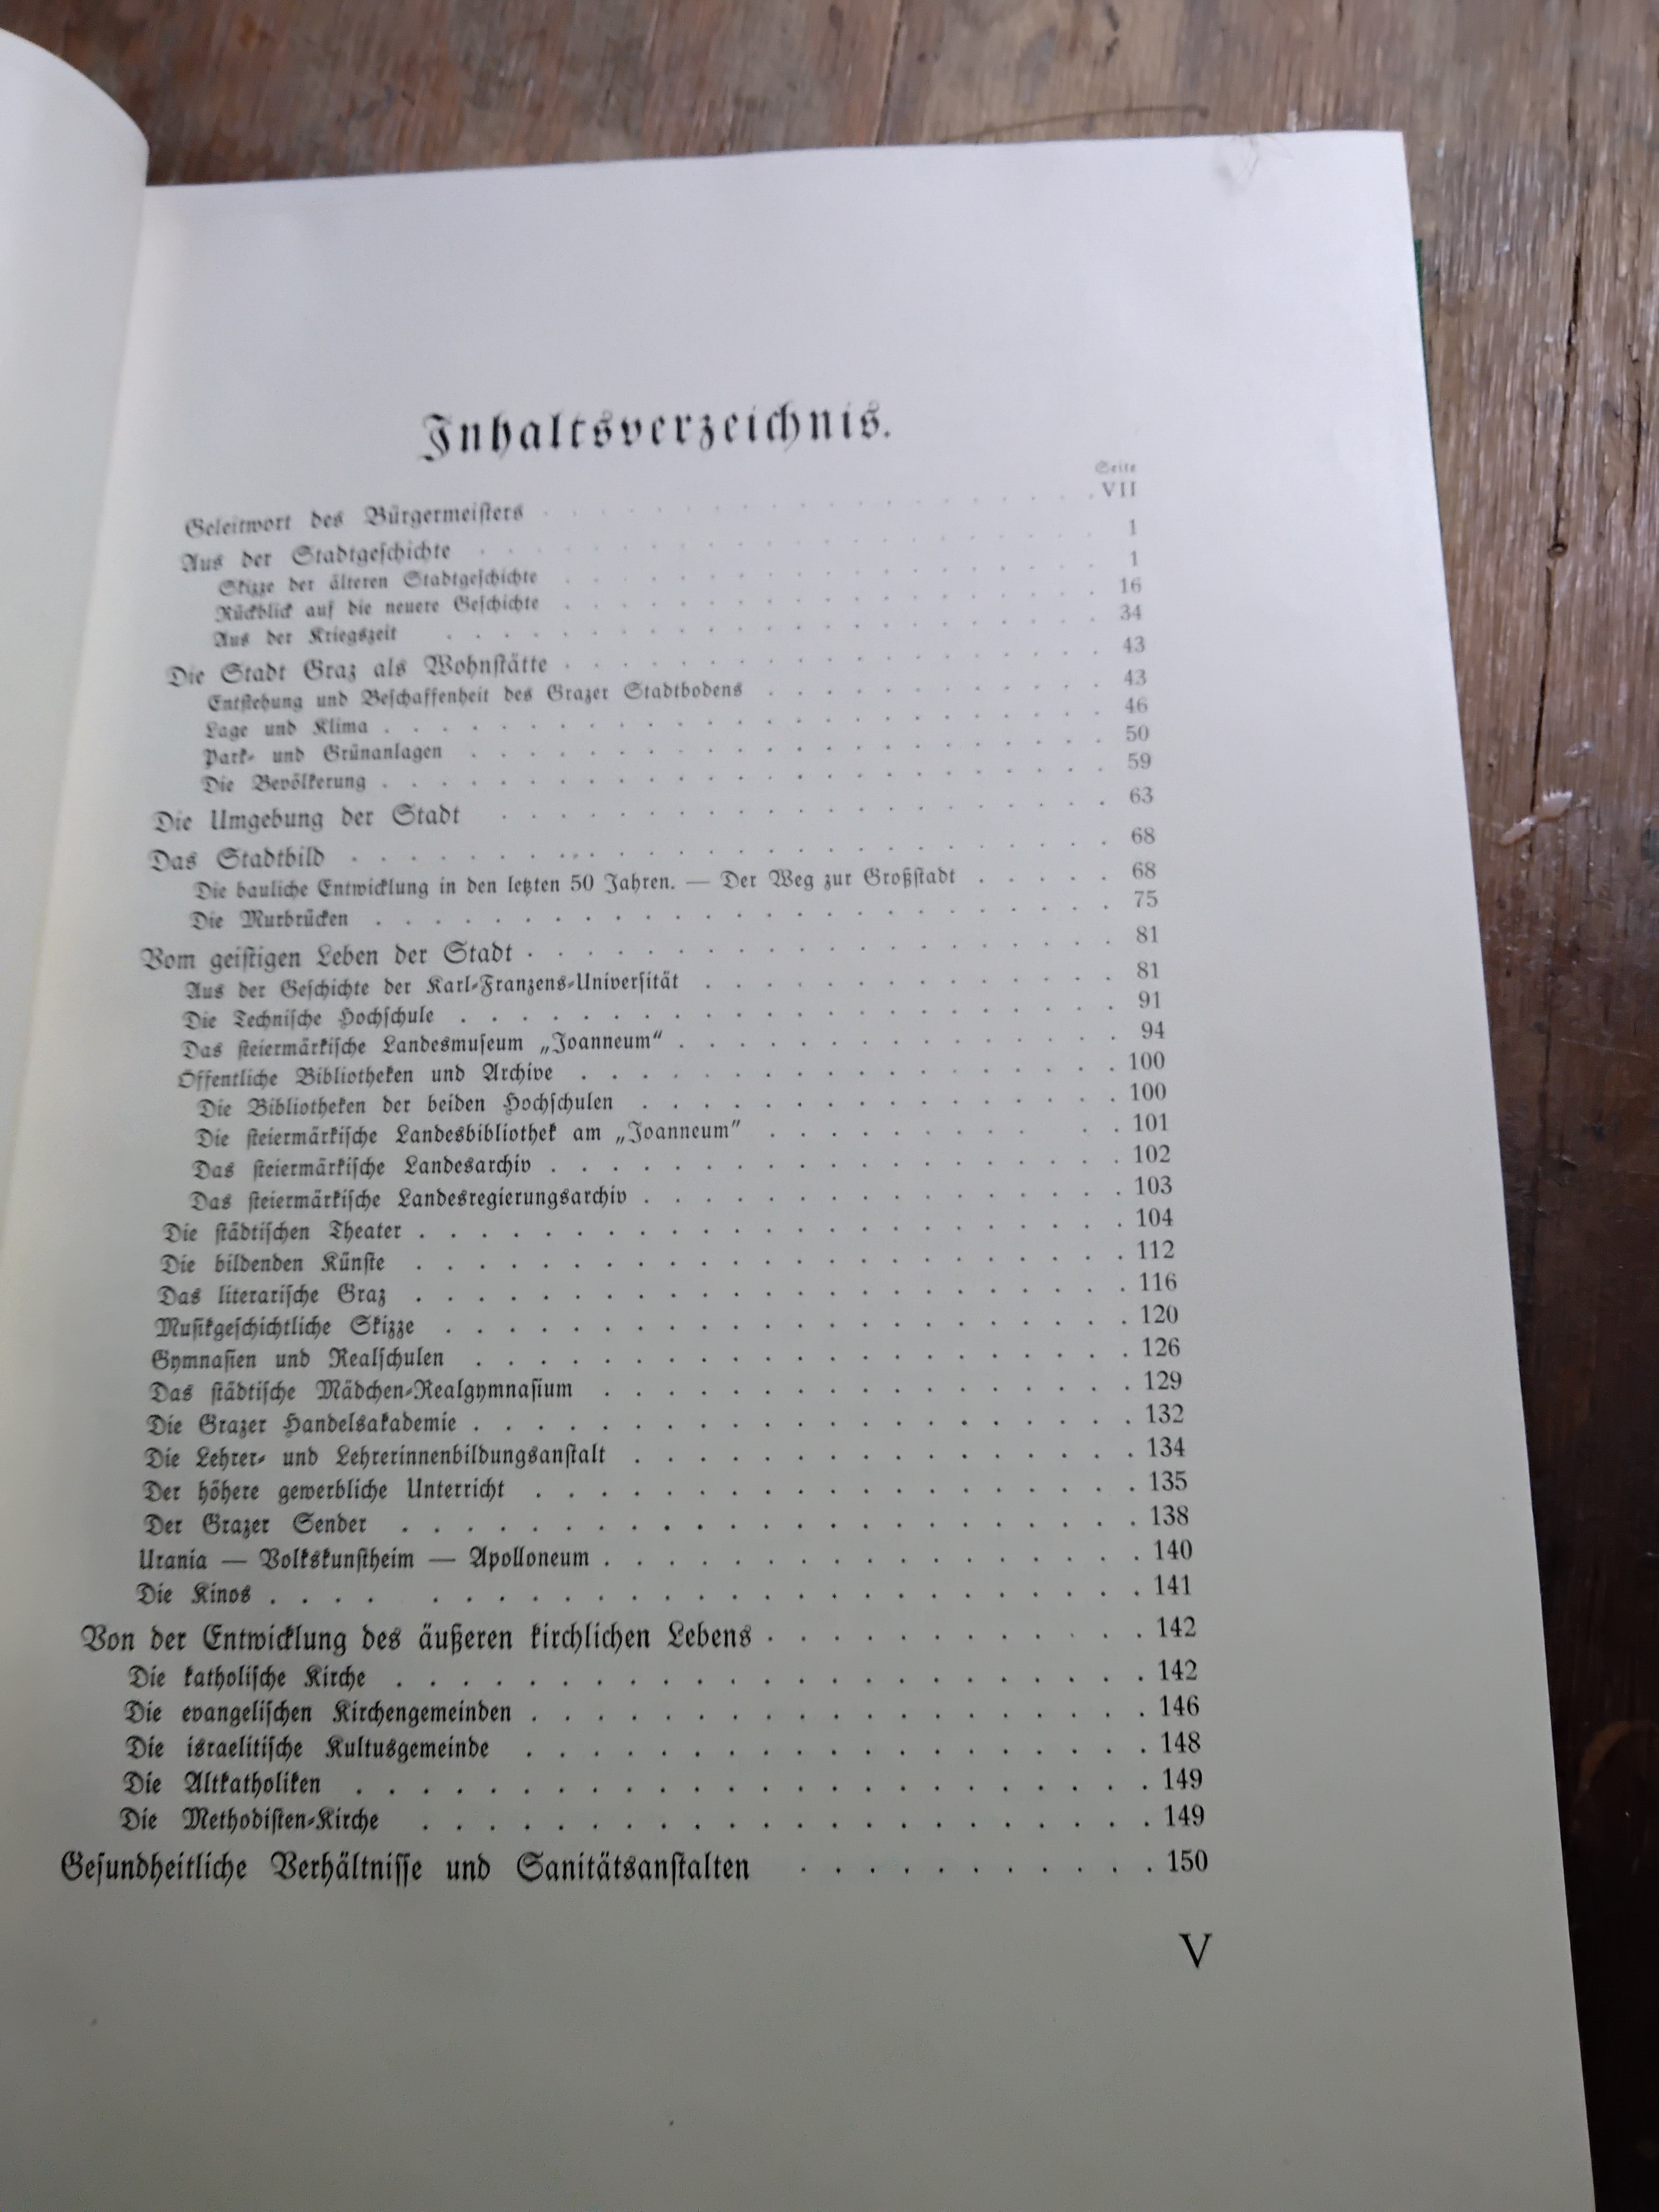 Inhaltsverzeichnis.
Seite
Geleitwort des Bürgermeisters . . . . . . . . . . . . . . . VII
Aus der Stadtgeschichte . . . . . . . . . . . . . . . . 1
Skizze der älteren Stadtgeschichte . . . . . . . . . . . . . . 1
Rückblick auf die neuere Geschichte . . . . . . . . . . . . . . 16
Aus der Kriegszeit . . . . . . . . . . . . . . . . . 34
Die Stadt Graz als Wohnstätte . . . . . . . . . . . . . . 43
Entstehung und Beschaffenheit des Grazer Stadtbodens . . . . . . . . . 43
Lage und Klima . . . . . . . . . . . . . . . . . . 46
Park- und Grünanlagen . . . . . . . . . . . . . . . . 50
Die Bevölkerung . . . . . . . . . . . . . . . . . . 59
Die Umgebung der Stadt . . . . . . . . . . . . . . . . 63
Das Stadtbild . . . . . . . . . . . . . . . . . . . 68
Die bauliche Entwicklung in den letzten 50 Jahren. — Der Weg zur Großstadt . . . . . 68
Die Murbrücken . . . . . . . . . . . . . . . . . . 75
Vom geistigen Leben der Stadt . . . . . . . . . . . . . . . 81
Aus der Geschichte der Karl-Franzens-Universität . . . . . . . . . . . 81
Die Technische Hochschule . . . . . . . . . . . . . . . . 91
Das steiermärkische Landesmuseum „Joanneum“ . . . . . . . . . . . 94
Öffentliche Bibliotheken und Archive . . . . . . . . . . . . . . 100
Die Bibliotheken der beiden Hochschulen . . . . . . . . . . . . 100
Die steiermärkische Landesbibliothek am „Joanneum“ . . . . . . . . . 101
Das steiermärkische Landesarchiv . . . . . . . . . . . . . . 102
Das steiermärkische Landesregierungsarchiv . . . . . . . . . . . . 103
Die städtischen Theater . . . . . . . . . . . . . . . . . 104
Die bildenden Künste . . . . . . . . . . . . . . . . . 112
Das literarische Graz . . . . . . . . . . . . . . . . . 116
Musikgeschichtliche Skizze . . . . . . . . . . . . . . . . 120
Gymnasien und Realschulen . . . . . . . . . . . . . . . . 126
Das städtische Mädchen-Realgymnasium . . . . . . . . . . . . . 129
Die Grazer Handelsakademie . . . . . . . . . . . . . . . . 132
Die Lehrer- und Lehrerinnenbildungsanstalt . . . . . . . . . . . . 134
Der höhere gewerbliche Unterricht . . . . . . . . . . . . . . 135
Der Grazer Sender . . . . . . . . . . . . . . . . . . 138
Urania — Volkskunstheim — Apolloneum . . . . . . . . . . . . . 140
Die Kinos . . . . . . . . . . . . . . . . . . . . 141
Von der Entwicklung des äußeren kirchlichen Lebens . . . . . . . . . . 142
Die katholische Kirche . . . . . . . . . . . . . . . . . 142
Die evangelischen Kirchengemeinden . . . . . . . . . . . . . . 146
Die israelitische Kultusgemeinde . . . . . . . . . . . . . . 148
Die Altkatholiken . . . . . . . . . . . . . . . . . . 149
Die Methodisten-Kirche . . . . . . . . . . . . . . . . 149
Gesundheitliche Verhältnisse und Sanitätsanstalten . . . . . . . . . . 150
V